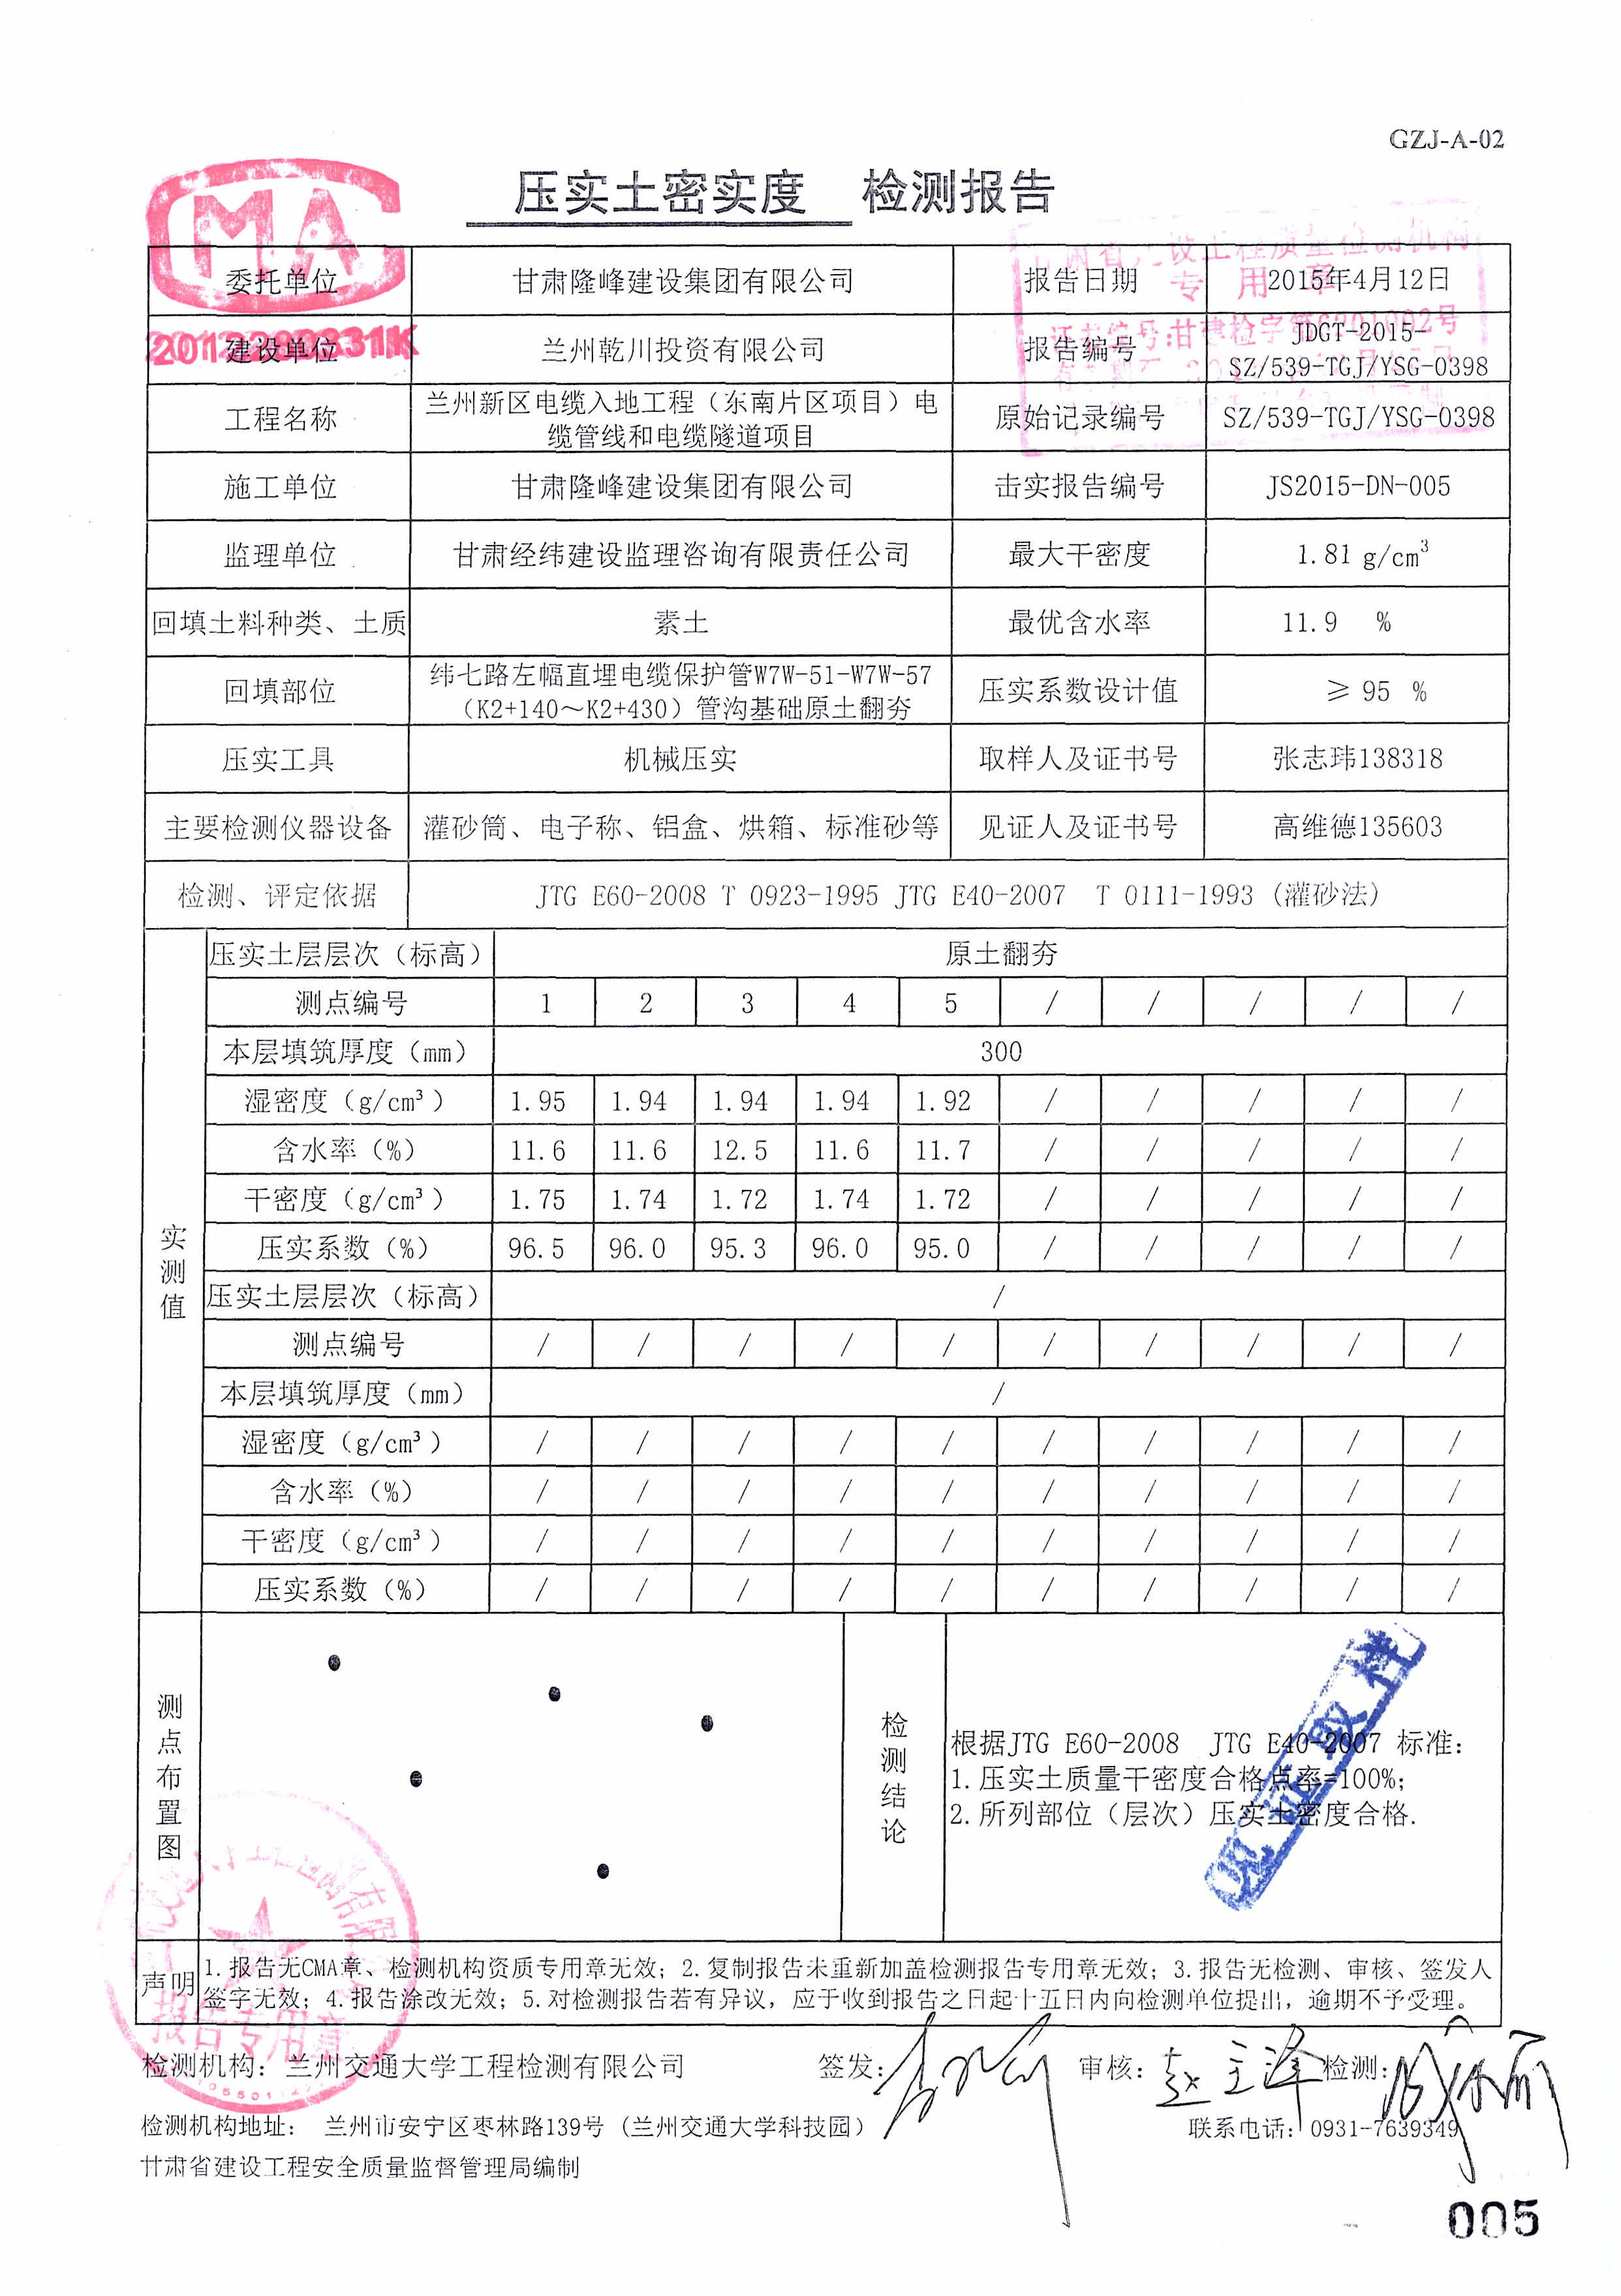 GZJ-A-02
压实土密实度 检测报告
CMA
委托单位 甘肃隆峰建设集团有限公司 报告日期 2015年4月12日
建设单位 兰州乾川投资有限公司 报告编号 JDGT-2015-
SZ/539-TGJ/YSG-0398
工程名称 兰州新区电缆入地工程（东南片区项目）电
缆管线和电缆隧道项目 原始记录编号 SZ/539-TGJ/YSG-0398
施工单位 甘肃隆峰建设集团有限公司 击实报告编号 JS2015-DN-005
监理单位 甘肃经纬建设监理咨询有限责任公司 最大干密度 1.81 g/cm³
回填土料种类、土质 素土 最优含水率 11.9 %
回填部位 纬七路左幅直埋电缆保护管W7W-51-W7W-57
（K2+140～K2+430）管沟基础原土翻夯 压实系数设计值 ≥ 95 %
压实工具 机械压实 取样人及证书号 张志玮138318
主要检测仪器设备 灌砂筒、电子称、铝盒、烘箱、标准砂等 见证人及证书号 高维德135603
检测、评定依据 JTG E60-2008 T 0923-1995 JTG E40-2007 T 0111-1993 (灌砂法)
实测值
压实土层层次（标高） 原土翻夯
测点编号 1 2 3 4 5 / / / / /
本层填筑厚度（mm） 300
湿密度（g/cm³） 1.95 1.94 1.94 1.94 1.92 / / / / /
含水率（%） 11.6 11.6 12.5 11.6 11.7 / / / / /
干密度（g/cm³） 1.75 1.74 1.72 1.74 1.72 / / / / /
压实系数（%） 96.5 96.0 95.3 96.0 95.0 / / / / /
压实土层层次（标高） /
测点编号 / / / / / / / / / /
本层填筑厚度（mm） /
湿密度（g/cm³） / / / / / / / / / /
含水率（%） / / / / / / / / / /
干密度（g/cm³） / / / / / / / / / /
压实系数（%） / / / / / / / / / /
测点布置图
检测结论
根据JTG E60-2008 JTG E40-2007 标准：
1.压实土质量干密度合格点率=100%;
2.所列部位（层次）压实土密度合格.
见证取样
声明 1.报告无CMA章、检测机构资质专用章无效；2.复制报告未重新加盖检测报告专用章无效；3.报告无检测、审核、签发人
签字无效；4.报告涂改无效；5.对检测报告若有异议，应于收到报告之日起十五日内向检测单位提出，逾期不予受理。
报告专用章
检测机构： 兰州交通大学工程检测有限公司 签发： 审核： 检测：
检测机构地址： 兰州市安宁区枣林路139号 (兰州交通大学科技园) 联系电话：0931-7639349
甘肃省建设工程安全质量监督管理局编制
005